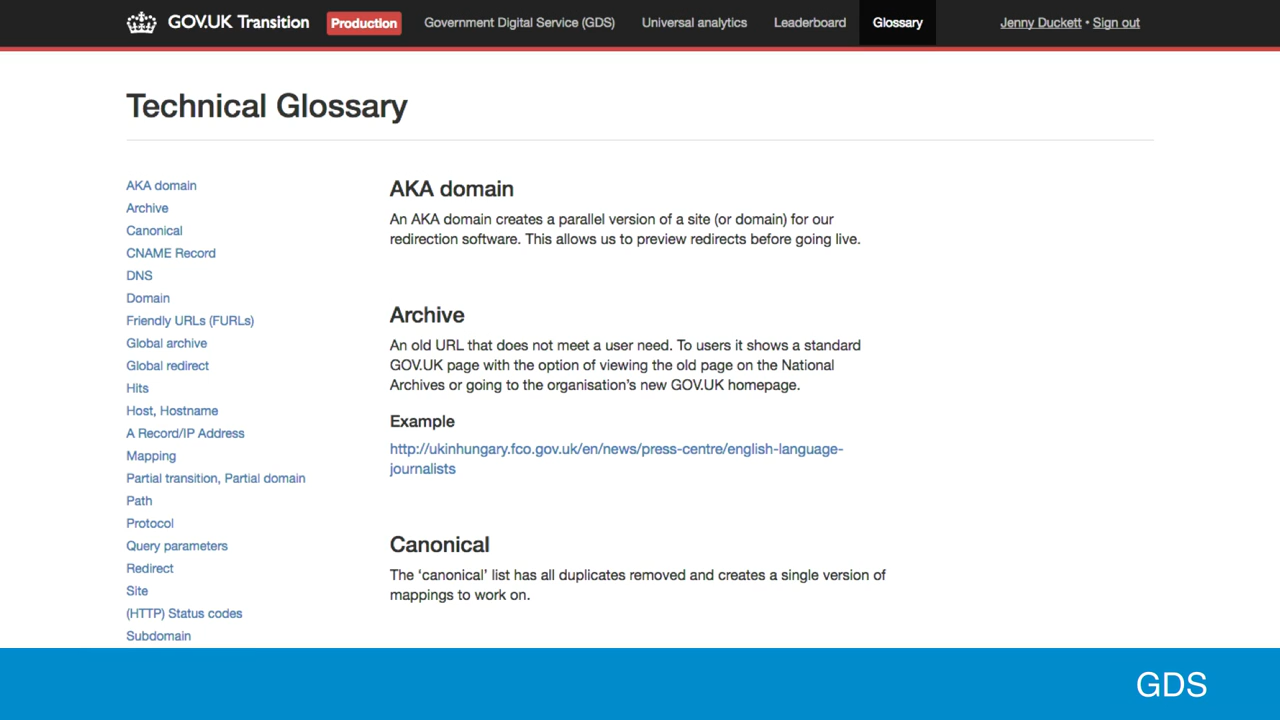 GOV.UK Transition Production Government Digital Service (GDS) Universal analytics Leaderboard Glossary Jenny Duckett • Sign out
Technical Glossary
AKA domain
Archive
Canonical
CNAME Record
DNS
Domain
Friendly URLs (FURLs)
Global archive
Global redirect
Hits
Host, Hostname
A Record/IP Address
Mapping
Partial transition, Partial domain
Path
Protocol
Query parameters
Redirect
Site
(HTTP) Status codes
Subdomain
AKA domain
An AKA domain creates a parallel version of a site (or domain) for our
redirection software. This allows us to preview redirects before going live.
Archive
An old URL that does not meet a user need. To users it shows a standard
GOV.UK page with the option of viewing the old page on the National
Archives or going to the organisation's new GOV.UK homepage.
Example
http://ukinhungary.fco.gov.uk/en/news/press-centre/english-language-
journalists
Canonical
The ‘canonical’ list has all duplicates removed and creates a single version of
mappings to work on.
GDS